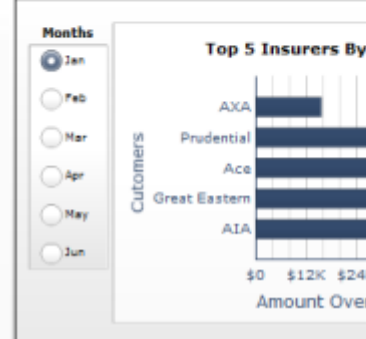 Months
Jan
Feb
Mar
Apr
May
Jun
Top 5 Insurers By
Cutomers
AXA
Prudential
Ace
Great Eastern
AIA
$0 $12K $24
Amount Over